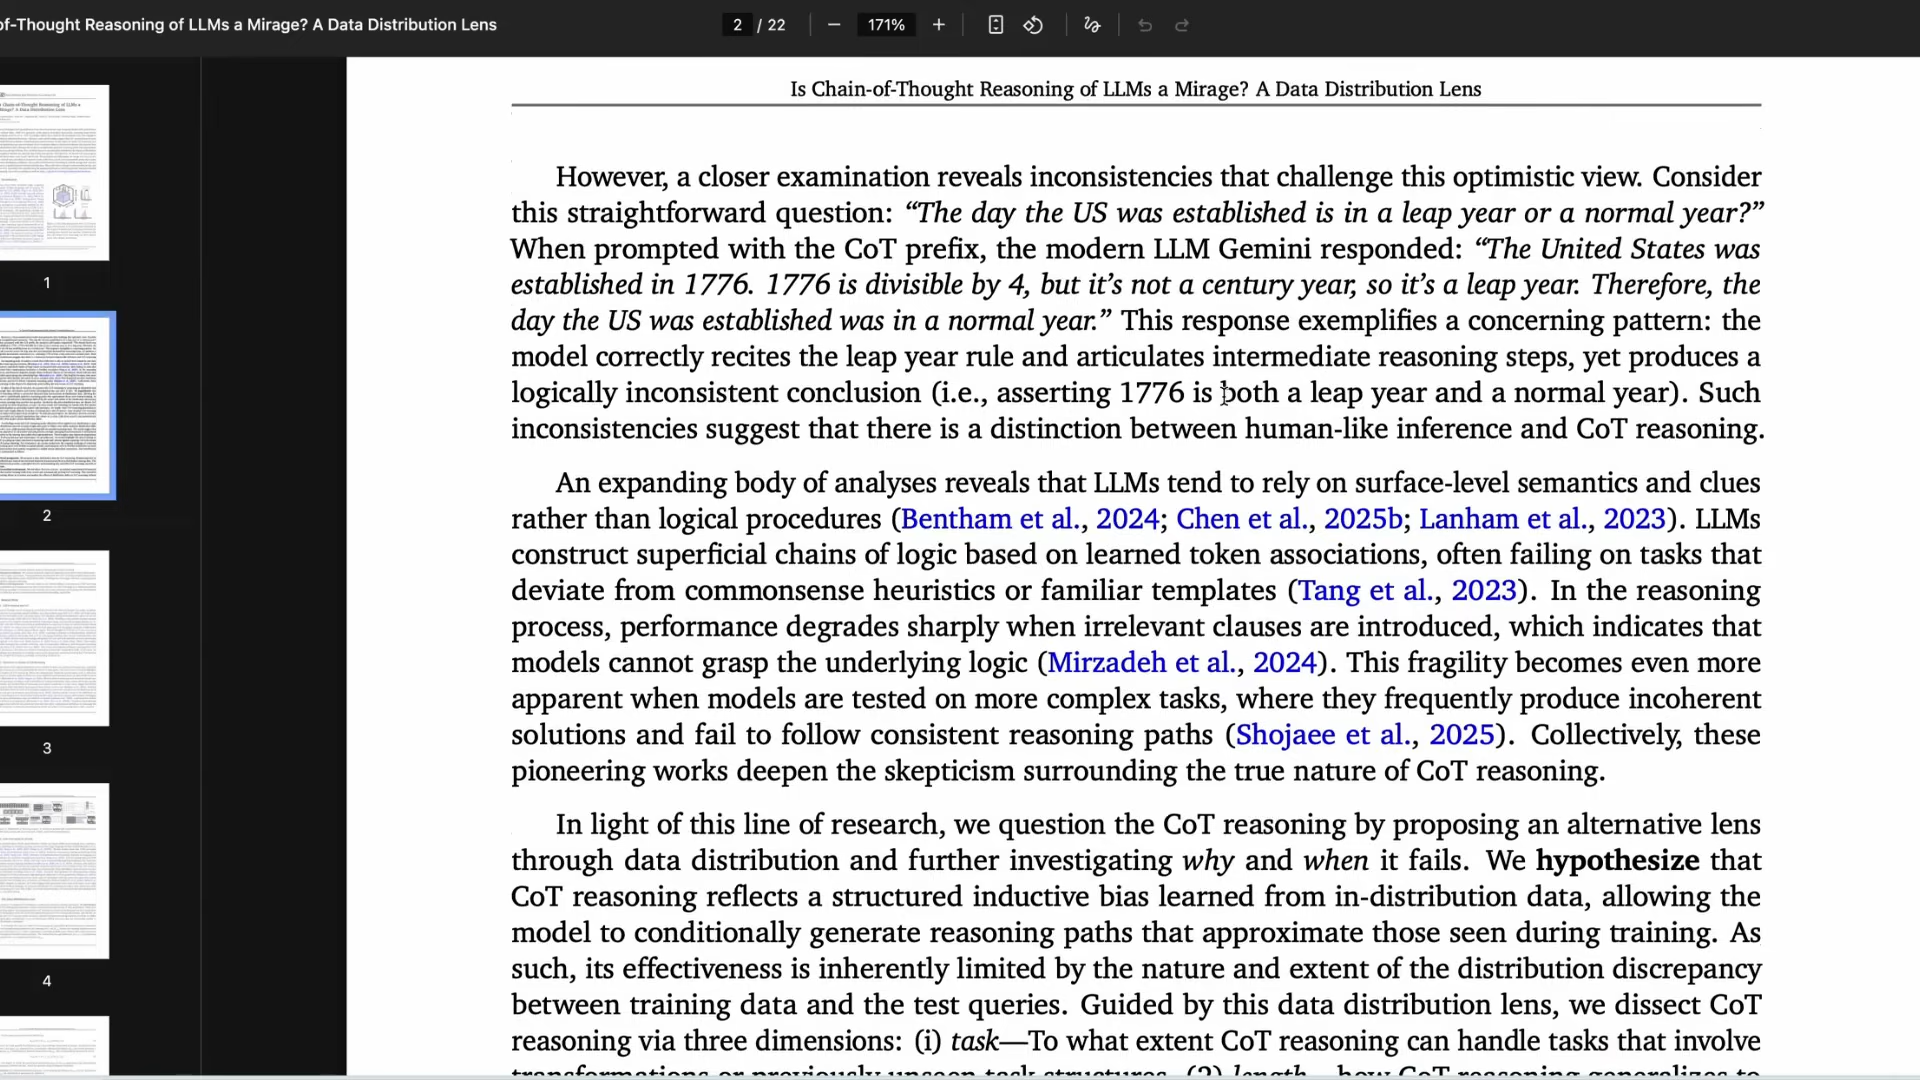 of-Thought Reasoning of LLMs a Mirage? A Data Distribution Lens
2 / 22
171%
1
2
3
4
Is Chain-of-Thought Reasoning of LLMs a Mirage? A Data Distribution Lens
However, a closer examination reveals inconsistencies that challenge this optimistic view. Consider
this straightforward question: “The day the US was established is in a leap year or a normal year?”
When prompted with the CoT prefix, the modern LLM Gemini responded: “The United States was
established in 1776. 1776 is divisible by 4, but it’s not a century year, so it’s a leap year. Therefore, the
day the US was established was in a normal year.” This response exemplifies a concerning pattern: the
model correctly recites the leap year rule and articulates intermediate reasoning steps, yet produces a
logically inconsistent conclusion (i.e., asserting 1776 is both a leap year and a normal year). Such
inconsistencies suggest that there is a distinction between human-like inference and CoT reasoning.
An expanding body of analyses reveals that LLMs tend to rely on surface-level semantics and clues
rather than logical procedures (Bentham et al., 2024; Chen et al., 2025b; Lanham et al., 2023). LLMs
construct superficial chains of logic based on learned token associations, often failing on tasks that
deviate from commonsense heuristics or familiar templates (Tang et al., 2023). In the reasoning
process, performance degrades sharply when irrelevant clauses are introduced, which indicates that
models cannot grasp the underlying logic (Mirzadeh et al., 2024). This fragility becomes even more
apparent when models are tested on more complex tasks, where they frequently produce incoherent
solutions and fail to follow consistent reasoning paths (Shojaee et al., 2025). Collectively, these
pioneering works deepen the skepticism surrounding the true nature of CoT reasoning.
In light of this line of research, we question the CoT reasoning by proposing an alternative lens
through data distribution and further investigating why and when it fails. We hypothesize that
CoT reasoning reflects a structured inductive bias learned from in-distribution data, allowing the
model to conditionally generate reasoning paths that approximate those seen during training. As
such, its effectiveness is inherently limited by the nature and extent of the distribution discrepancy
between training data and the test queries. Guided by this data distribution lens, we dissect CoT
reasoning via three dimensions: (i) task—To what extent CoT reasoning can handle tasks that involve
transformations or previously unseen task structures. (2) length—how CoT reasoning generalizes to